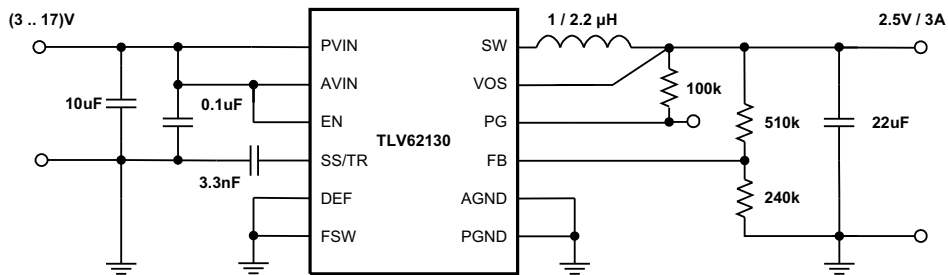 (3 .. 17)V
1 / 2.2 µH
2.5V / 3A
PVIN
SW
AVIN
VOS
10uF
0.1uF
100k
EN
PG
510k
22uF
TLV62130
SS/TR
FB
3.3nF
240k
DEF
AGND
FSW
PGND